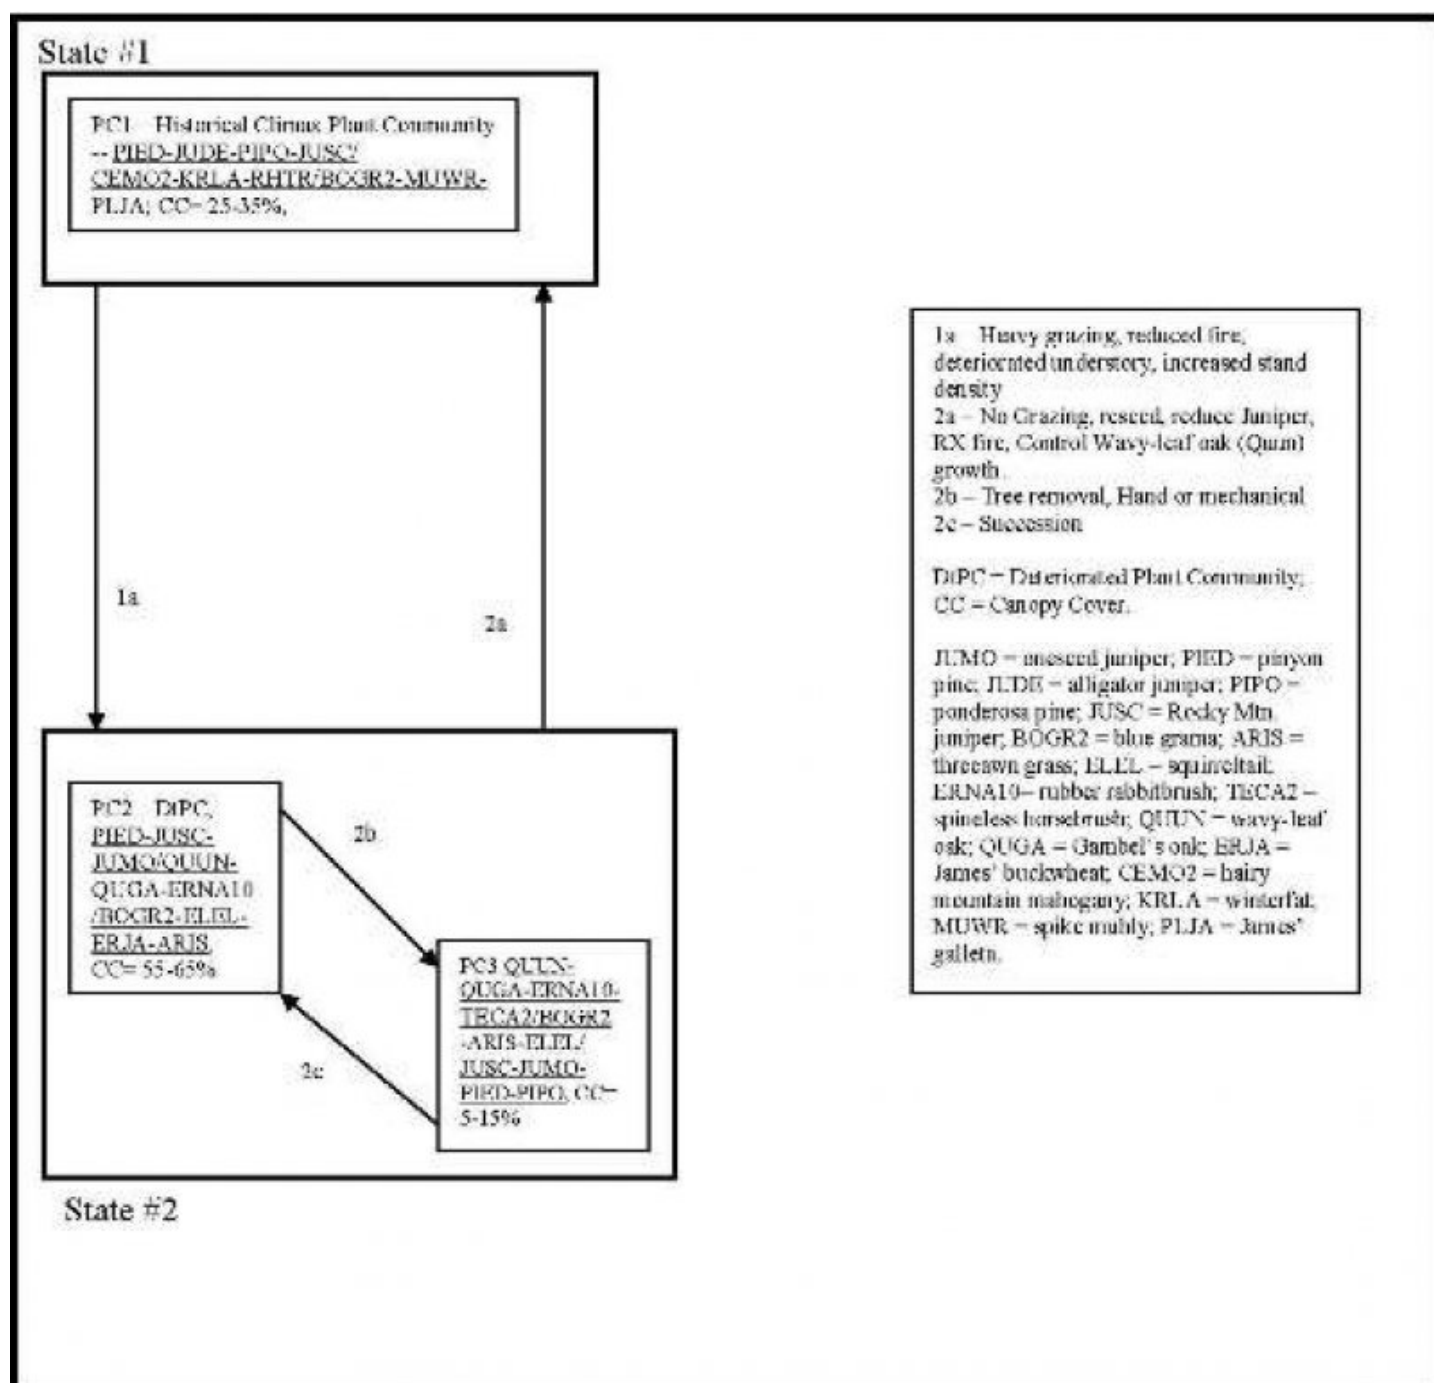 State #1
PC1 – Historical Climax Plant Community
-- PIED-JUDE-PIPO-JUSC/
CEMO2-KRLA-RHTR/BOGR2-MUWR-
PLJA; CC= 25-35%,
1a
2a
1a – Heavy grazing, reduced fire,
deteriorated understory, increased stand
density
2a – No Grazing, reseed, reduce Juniper,
RX fire, Control Wavy-leaf oak (Quun)
growth.
2b – Tree removal, Hand or mechanical
2c – Succession
DtPC = Deteriorated Plant Community;
CC = Canopy Cover.
JUMO = oneseed juniper; PIED = pinyon
pine; JUDE = alligator juniper; PIPO =
ponderosa pine; JUSC = Rocky Mtn.
juniper; BOGR2 = blue grama; ARIS =
threeawn grass; ELEL = squirreltail;
ERNA10= rubber rabbitbrush; TECA2 =
spineless horsebrush; QUUN = wavy-leaf
oak; QUGA = Gambel's oak; ERJA =
James' buckwheat; CEMO2 = hairy
mountain mahogany; KRLA = winterfat;
MUWR = spike muhly; PLJA = James'
galleta.
PC2 – DtPC,
PIED-JUSC-
JUMO/QUUN-
QUGA-ERNA10
/BOGR2-ELEL-
ERJA-ARIS,
CC= 55-65%
2b
2c
PC3 QUUN-
QUGA-ERNA10-
TECA2/BOGR2
-ARIS-ELEL/
JUSC-JUMO-
PIED-PIPO, CC=
5-15%
State #2